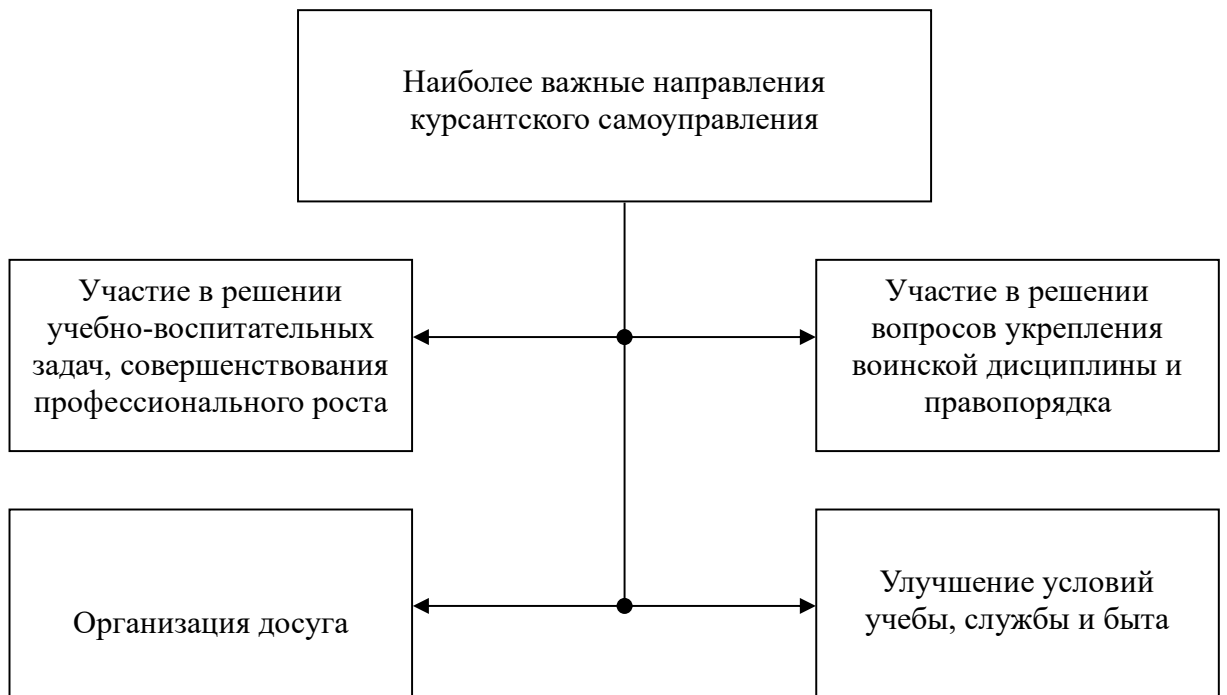 Наиболее важные направления
курсантского самоуправления
Участие в решении
учебно-воспитательных
задач, совершенствования
профессионального роста
Участие в решении
вопросов укрепления
воинской дисциплины и
правопорядка
Организация досуга
Улучшение условий
учебы, службы и быта